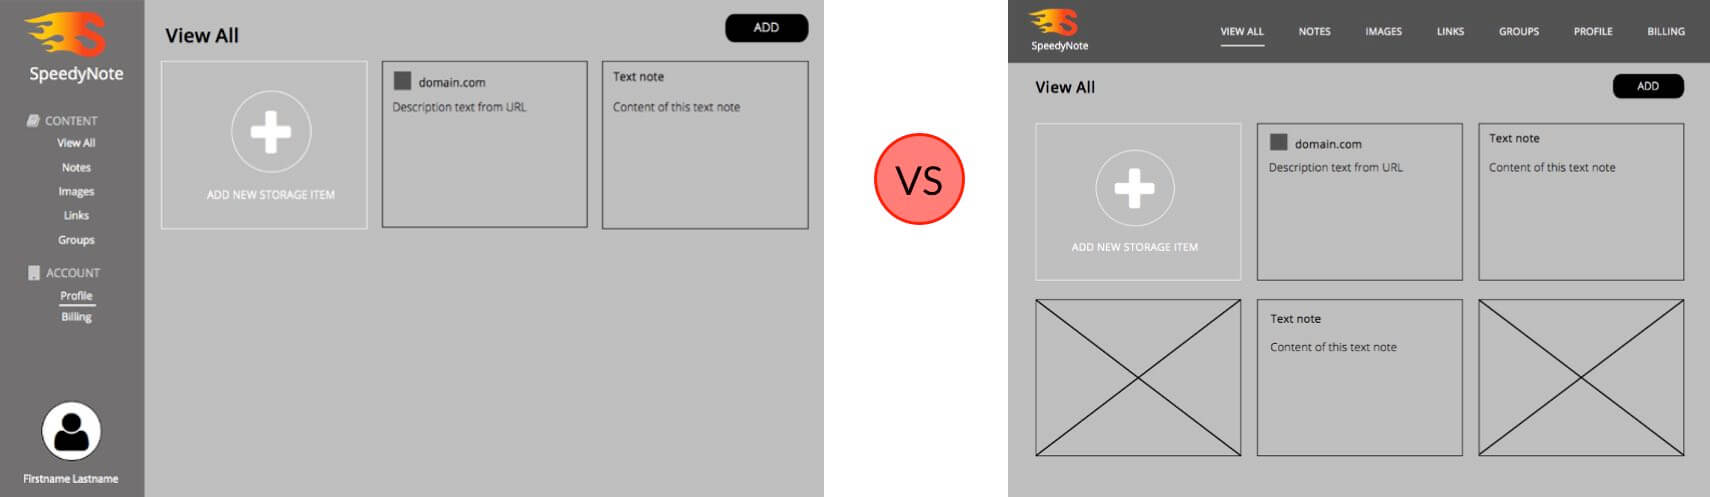 SpeedyNote
CONTENT
View All
Notes
Images
Links
Groups
ACCOUNT
Profile
Billing
Firstname Lastname
View All
ADD
ADD NEW STORAGE ITEM
domain.com
Description text from URL
Text note
Content of this text note
VS
SpeedyNote
VIEW ALL NOTES IMAGES LINKS GROUPS PROFILE BILLING
View All
ADD
ADD NEW STORAGE ITEM
domain.com
Description text from URL
Text note
Content of this text note
Text note
Content of this text note